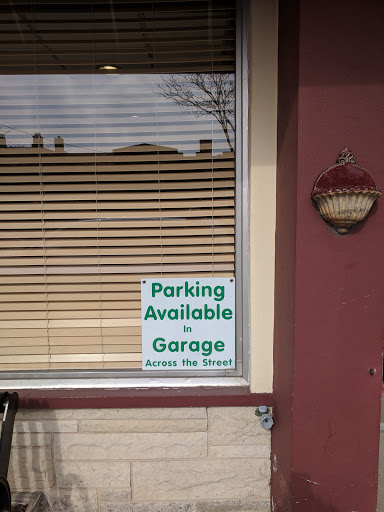 Parking
Available
In
Garage
Across the Street